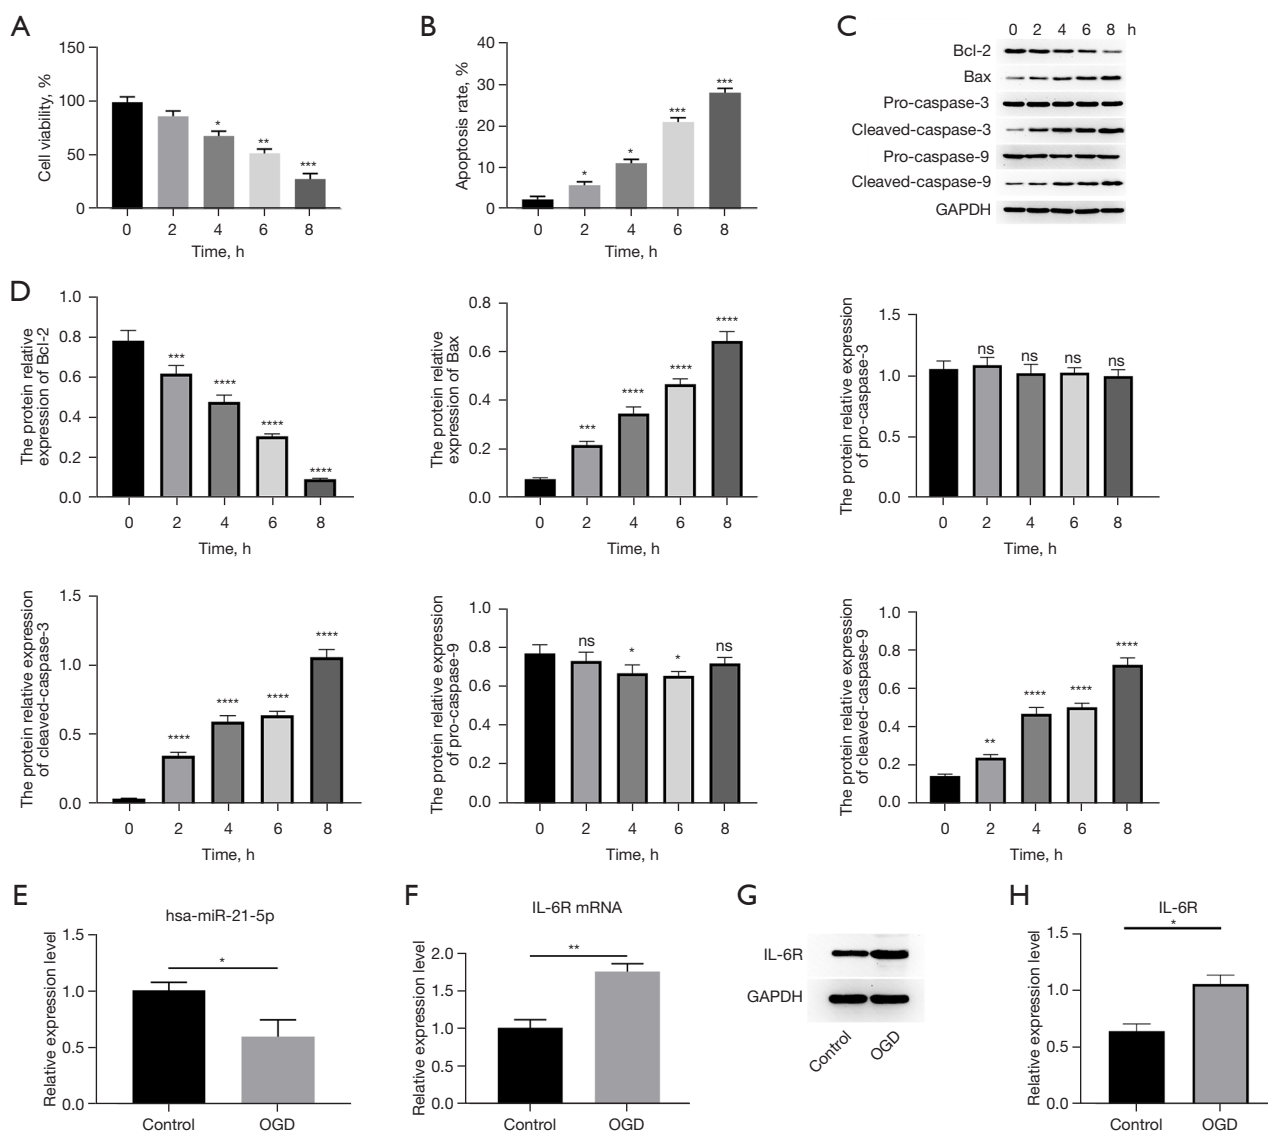 A
Cell viability, %
150
100
50
0
*
**
***
0 2 4 6 8
Time, h
B
Apoptosis rate, %
40
30
20
10
0
*
*
***
***
0 2 4 6 8
Time, h
C
0 2 4 6 8 h
Bcl-2
Bax
Pro-caspase-3
Cleaved-caspase-3
Pro-caspase-9
Cleaved-caspase-9
GAPDH
D
The protein relative
expression of Bcl-2
1.0
0.8
0.6
0.4
0.2
0.0
***
****
****
****
0 2 4 6 8
Time, h
The protein relative
expression of Bax
0.8
0.6
0.4
0.2
0.0
***
****
****
****
0 2 4 6 8
Time, h
The protein relative expression
of pro-caspase-3
1.5
1.0
0.5
0.0
ns ns ns ns
0 2 4 6 8
Time, h
The protein relative expression
of cleaved-caspase-3
1.5
1.0
0.5
0.0
****
****
****
****
0 2 4 6 8
Time, h
The protein relative expression
of pro-caspase-9
1.0
0.8
0.6
0.4
0.2
0.0
ns * * ns
0 2 4 6 8
Time, h
The protein relative expression
of cleaved-caspase-9
1.0
0.8
0.6
0.4
0.2
0.0
**
****
****
****
0 2 4 6 8
Time, h
E
hsa-miR-21-5p
Relative expression level
1.5
1.0
0.5
0.0
*
Control OGD
F
IL-6R mRNA
Relative expression level
2.0
1.5
1.0
0.5
0.0
**
Control OGD
G
IL-6R
GAPDH
Control OGD
H
IL-6R
Relative expression level
1.5
1.0
0.5
0.0
*
Control OGD